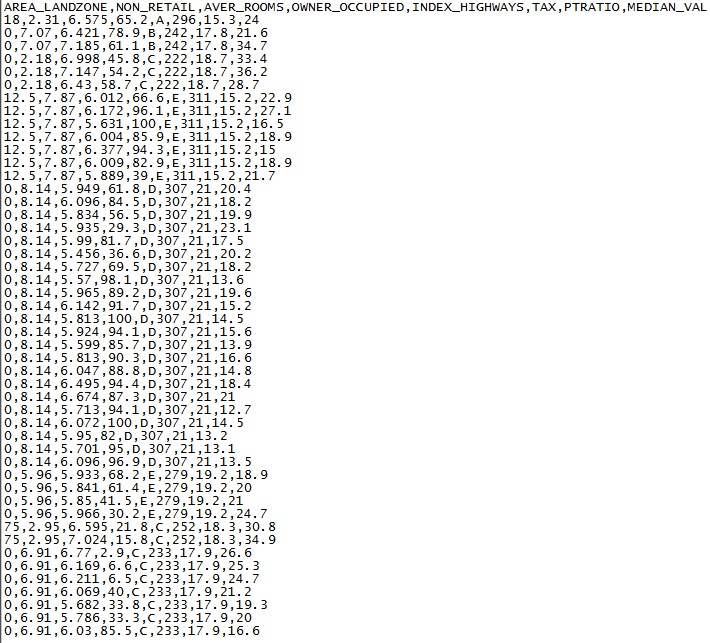 AREA_LANDZONE,NON_RETAIL,AVER_ROOMS,OWNER_OCCUPIED,INDEX_HIGHWAYS,TAX,PTRATIO,MEDIAN_VAL
18,2.31,6.575,65.2,A,296,15.3,24
0,7.07,6.421,78.9,B,242,17.8,21.6
0,7.07,7.185,61.1,B,242,17.8,34.7
0,2.18,6.998,45.8,C,222,18.7,33.4
0,2.18,7.147,54.2,C,222,18.7,36.2
0,2.18,6.43,58.7,C,222,18.7,28.7
12.5,7.87,6.012,66.6,E,311,15.2,22.9
12.5,7.87,6.172,96.1,E,311,15.2,27.1
12.5,7.87,5.631,100,E,311,15.2,16.5
12.5,7.87,6.004,85.9,E,311,15.2,18.9
12.5,7.87,6.377,94.3,E,311,15.2,15
12.5,7.87,6.009,82.9,E,311,15.2,18.9
12.5,7.87,5.889,39,E,311,15.2,21.7
0,8.14,5.949,61.8,D,307,21,20.4
0,8.14,6.096,84.5,D,307,21,18.2
0,8.14,5.834,56.5,D,307,21,19.9
0,8.14,5.935,29.3,D,307,21,23.1
0,8.14,5.99,81.7,D,307,21,17.5
0,8.14,5.456,36.6,D,307,21,20.2
0,8.14,5.727,69.5,D,307,21,18.2
0,8.14,5.57,98.1,D,307,21,13.6
0,8.14,5.965,89.2,D,307,21,19.6
0,8.14,6.142,91.7,D,307,21,15.2
0,8.14,5.813,100,D,307,21,14.5
0,8.14,5.924,94.1,D,307,21,15.6
0,8.14,5.599,85.7,D,307,21,13.9
0,8.14,5.813,90.3,D,307,21,16.6
0,8.14,6.047,88.8,D,307,21,14.8
0,8.14,6.495,94.4,D,307,21,18.4
0,8.14,6.674,87.3,D,307,21,21
0,8.14,5.713,94.1,D,307,21,12.7
0,8.14,6.072,100,D,307,21,14.5
0,8.14,5.95,82,D,307,21,13.2
0,8.14,5.701,95,D,307,21,13.1
0,8.14,6.096,96.9,D,307,21,13.5
0,5.96,5.933,68.2,E,279,19.2,18.9
0,5.96,5.841,61.4,E,279,19.2,20
0,5.96,5.85,41.5,E,279,19.2,21
0,5.96,5.966,30.2,E,279,19.2,24.7
75,2.95,6.595,21.8,C,252,18.3,30.8
75,2.95,7.024,15.8,C,252,18.3,34.9
0,6.91,6.77,2.9,C,233,17.9,26.6
0,6.91,6.169,6.6,C,233,17.9,25.3
0,6.91,6.211,6.5,C,233,17.9,24.7
0,6.91,6.069,40,C,233,17.9,21.2
0,6.91,5.682,33.8,C,233,17.9,19.3
0,6.91,5.786,33.3,C,233,17.9,20
0,6.91,6.03,85.5,C,233,17.9,16.6